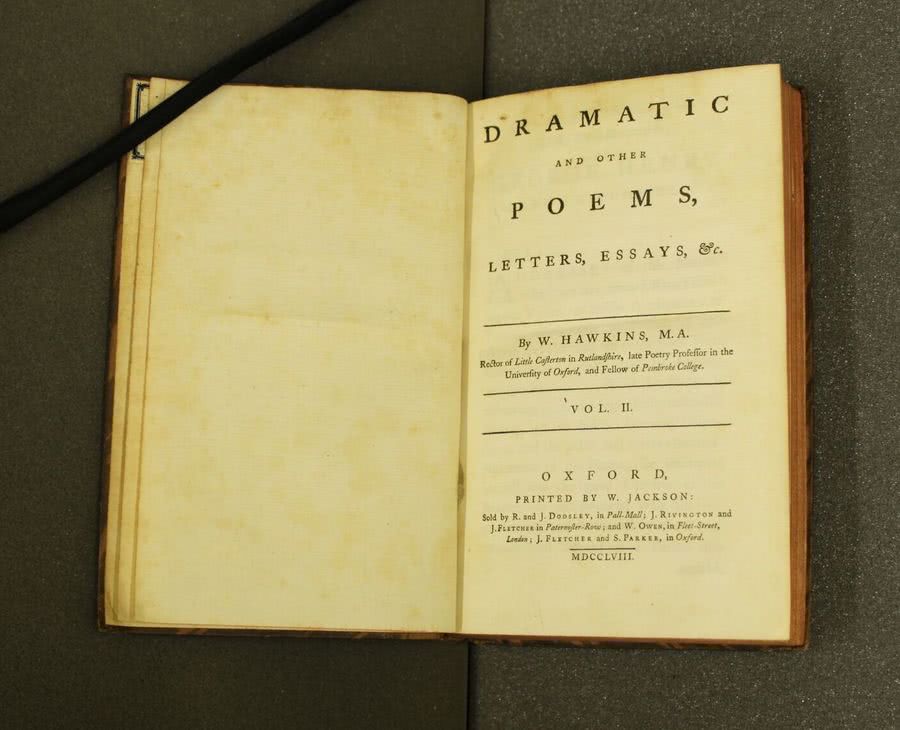 DRAMATIC
AND OTHER
POEMS,
LETTERS, ESSAYS, &c.
By W. HAWKINS, M.A.
Rector of Little Caſterton in Rutlandſhire, late Poetry Profeſſor in the
Univerſity of Oxford, and Fellow of Pembroke College.
VOL. II.
OXFORD,
PRINTED BY W. JACKSON:
Sold by R. and J. DODSLEY, in Pall-Mall; J. RIVINGTON and
J. FLETCHER in Paternoſter-Row; and W. OWEN, in Fleet-Street,
London; J. FLETCHER and S. PARKER, in Oxford.
MDCCLVIII.